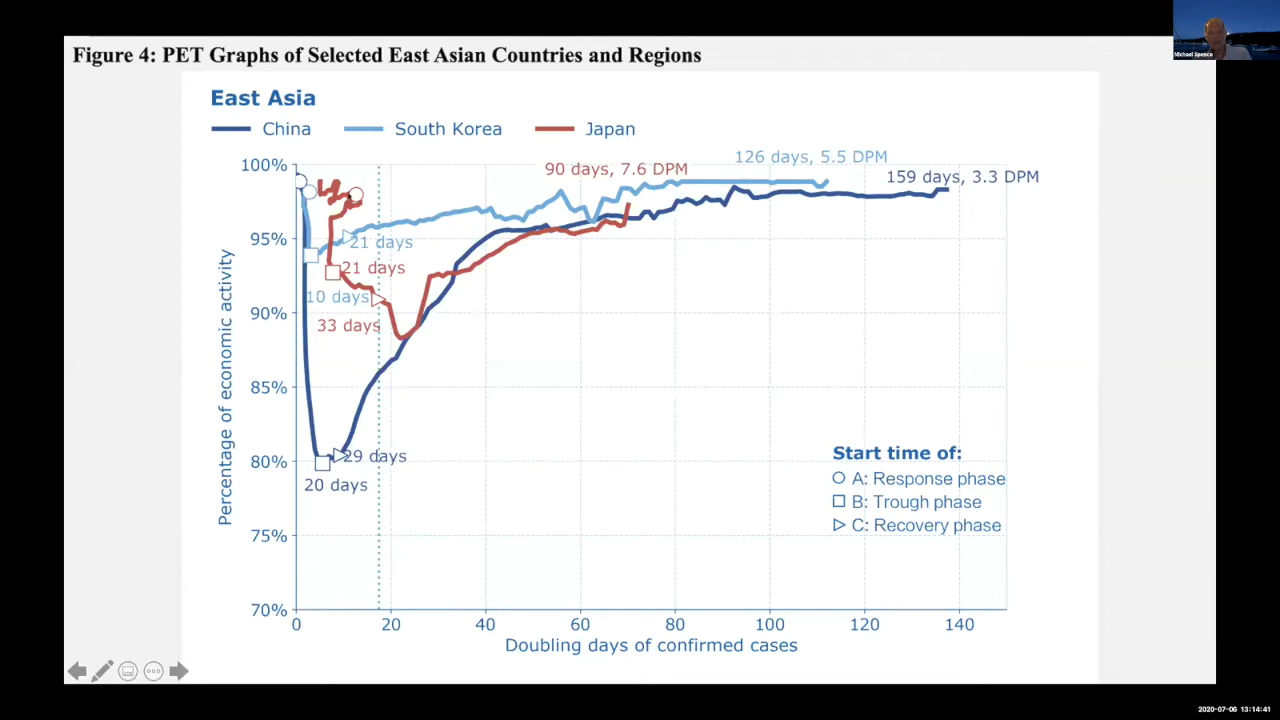 Figure 4: PET Graphs of Selected East Asian Countries and Regions
Michael Spence
East Asia
China South Korea Japan
126 days, 5.5 DPM
90 days, 7.6 DPM
159 days, 3.3 DPM
100%
95%
90%
85%
80%
75%
70%
Percentage of economic activity
21 days
21 days
10 days
33 days
29 days
20 days
Start time of:
A: Response phase
B: Trough phase
C: Recovery phase
0 20 40 60 80 100 120 140
Doubling days of confirmed cases
2020-07-06 13:14:41